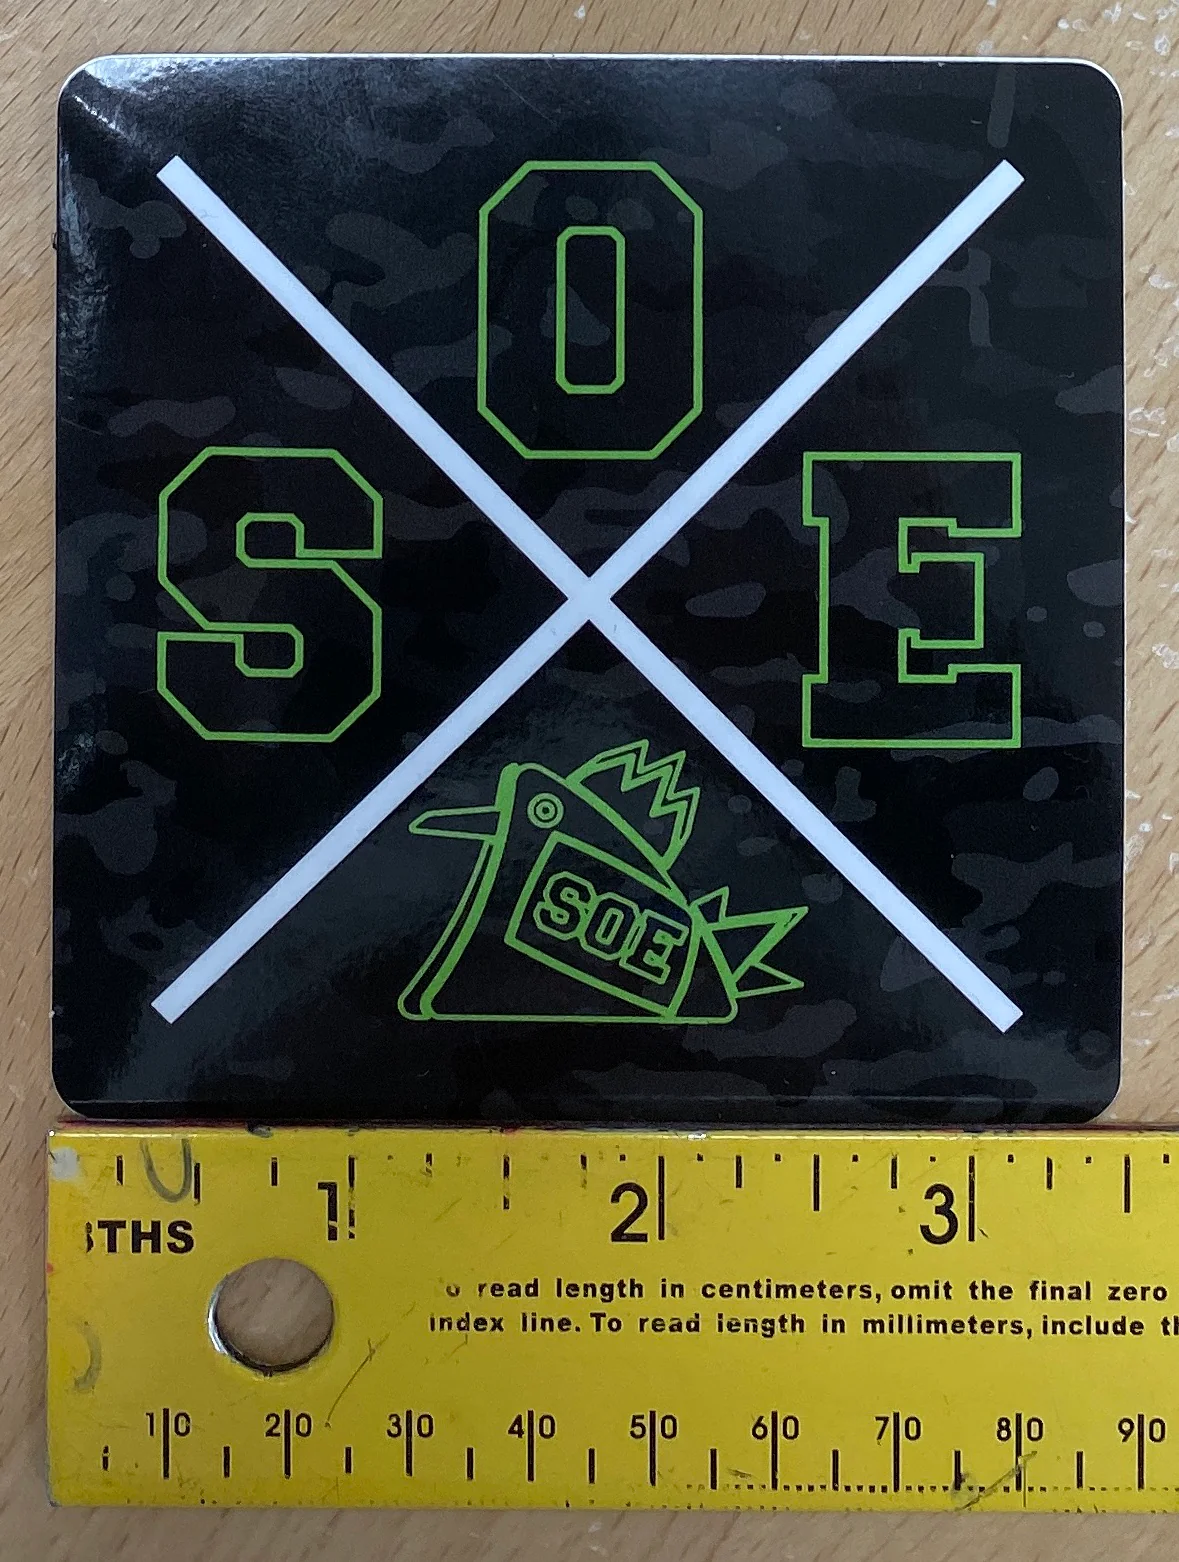 O
S E
SOE
1 2 3
THS
read length in centimeters, omit the final zero
index line. To read length in millimeters, include
10 20 30 40 50 60 70 80 90